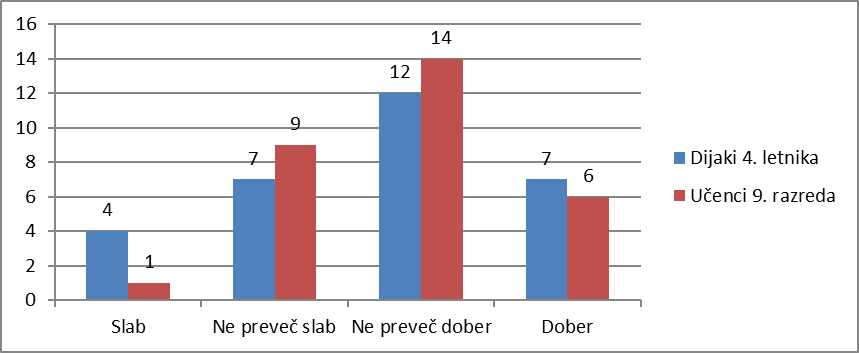 16
14
12
10
8
6
4
2
0
4
1
7
9
12
14
7
6
Slab
Ne preveč slab
Ne preveč dober
Dober
Dijaki 4. letnika
Učenci 9. razreda